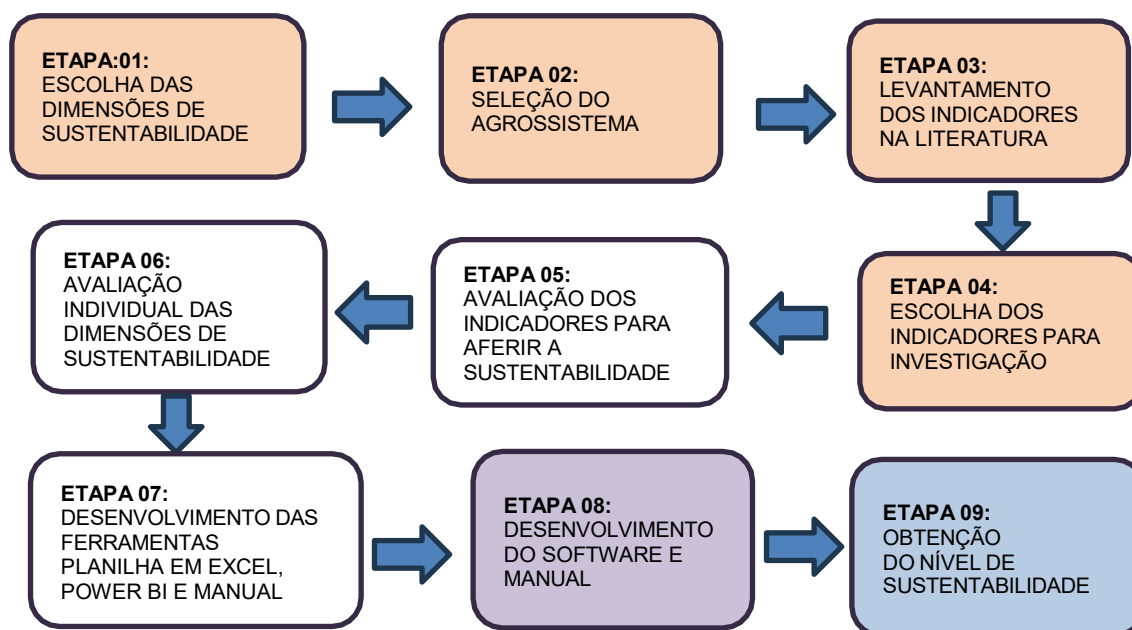 ETAPA:01:
ESCOLHA DAS
DIMENSÕES DE
SUSTENTABILIDADE
ETAPA 02:
SELEÇÃO DO
AGROSSISTEMA
ETAPA 03:
LEVANTAMENTO
DOS INDICADORES
NA LITERATURA
ETAPA 04:
ESCOLHA DOS
INDICADORES PARA
INVESTIGAÇÃO
ETAPA 05:
AVALIAÇÃO DOS
INDICADORES PARA
AFERIR A
SUSTENTABILIDADE
ETAPA 06:
AVALIAÇÃO
INDIVIDUAL DAS
DIMENSÕES DE
SUSTENTABILIDADE
ETAPA 07:
DESENVOLVIMENTO DAS
FERRAMENTAS
PLANILHA EM EXCEL,
POWER BI E MANUAL
ETAPA 08:
DESENVOLVIMENTO
DO SOFTWARE E
MANUAL
ETAPA 09:
OBTENÇÃO
DO NÍVEL DE
SUSTENTABILIDADE